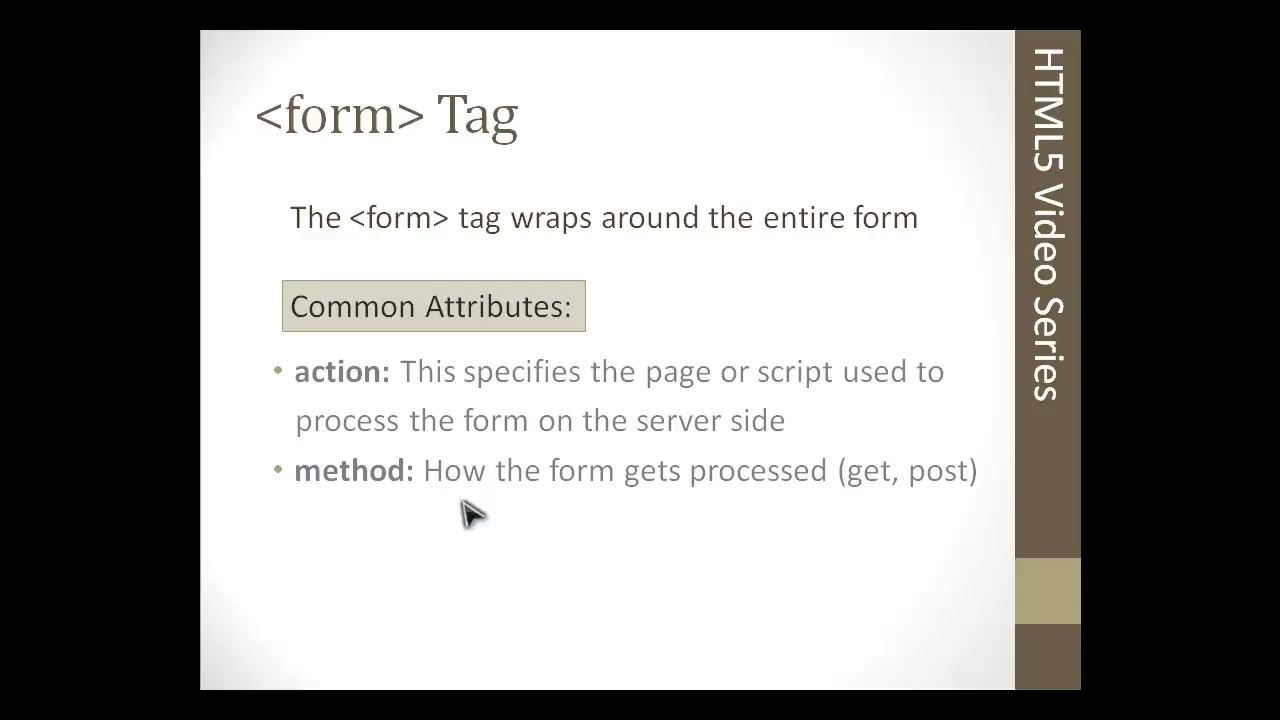 <form> Tag
The <form> tag wraps around the entire form
Common Attributes:
• action: This specifies the page or script used to
process the form on the server side
• method: How the form gets processed (get, post)
HTML5 Video Series